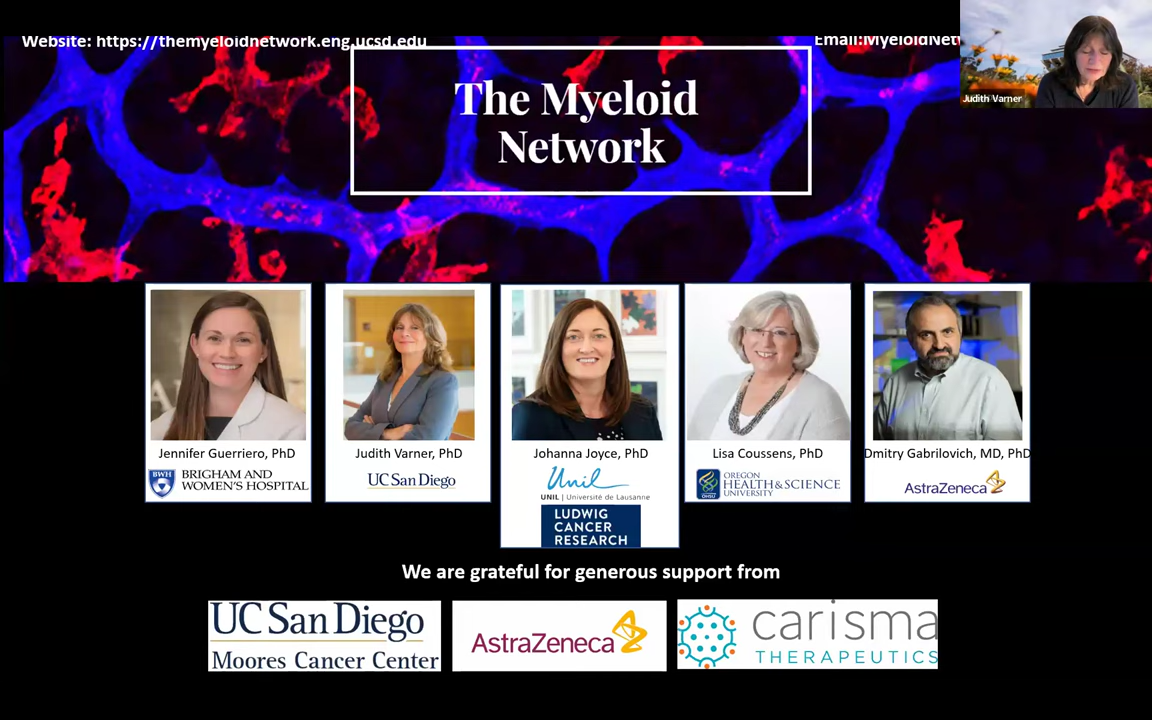 Website: https://themyeloidnetwork.eng.ucsd.edu
Email:MyeloidNetw
Judith Varner
The Myeloid
Network
Jennifer Guerriero, PhD
BWH
BRIGHAM AND
WOMEN'S HOSPITAL
Judith Varner, PhD
UC San Diego
Johanna Joyce, PhD
Unil
UNIL | Université de Lausanne
LUDWIG
CANCER
RESEARCH
Lisa Coussens, PhD
OHSU
OREGON
HEALTH & SCIENCE
UNIVERSITY
Dmitry Gabrilovich, MD, PhD
AstraZeneca
We are grateful for generous support from
UC San Diego
Moores Cancer Center
AstraZeneca
carisma
THERAPEUTICS